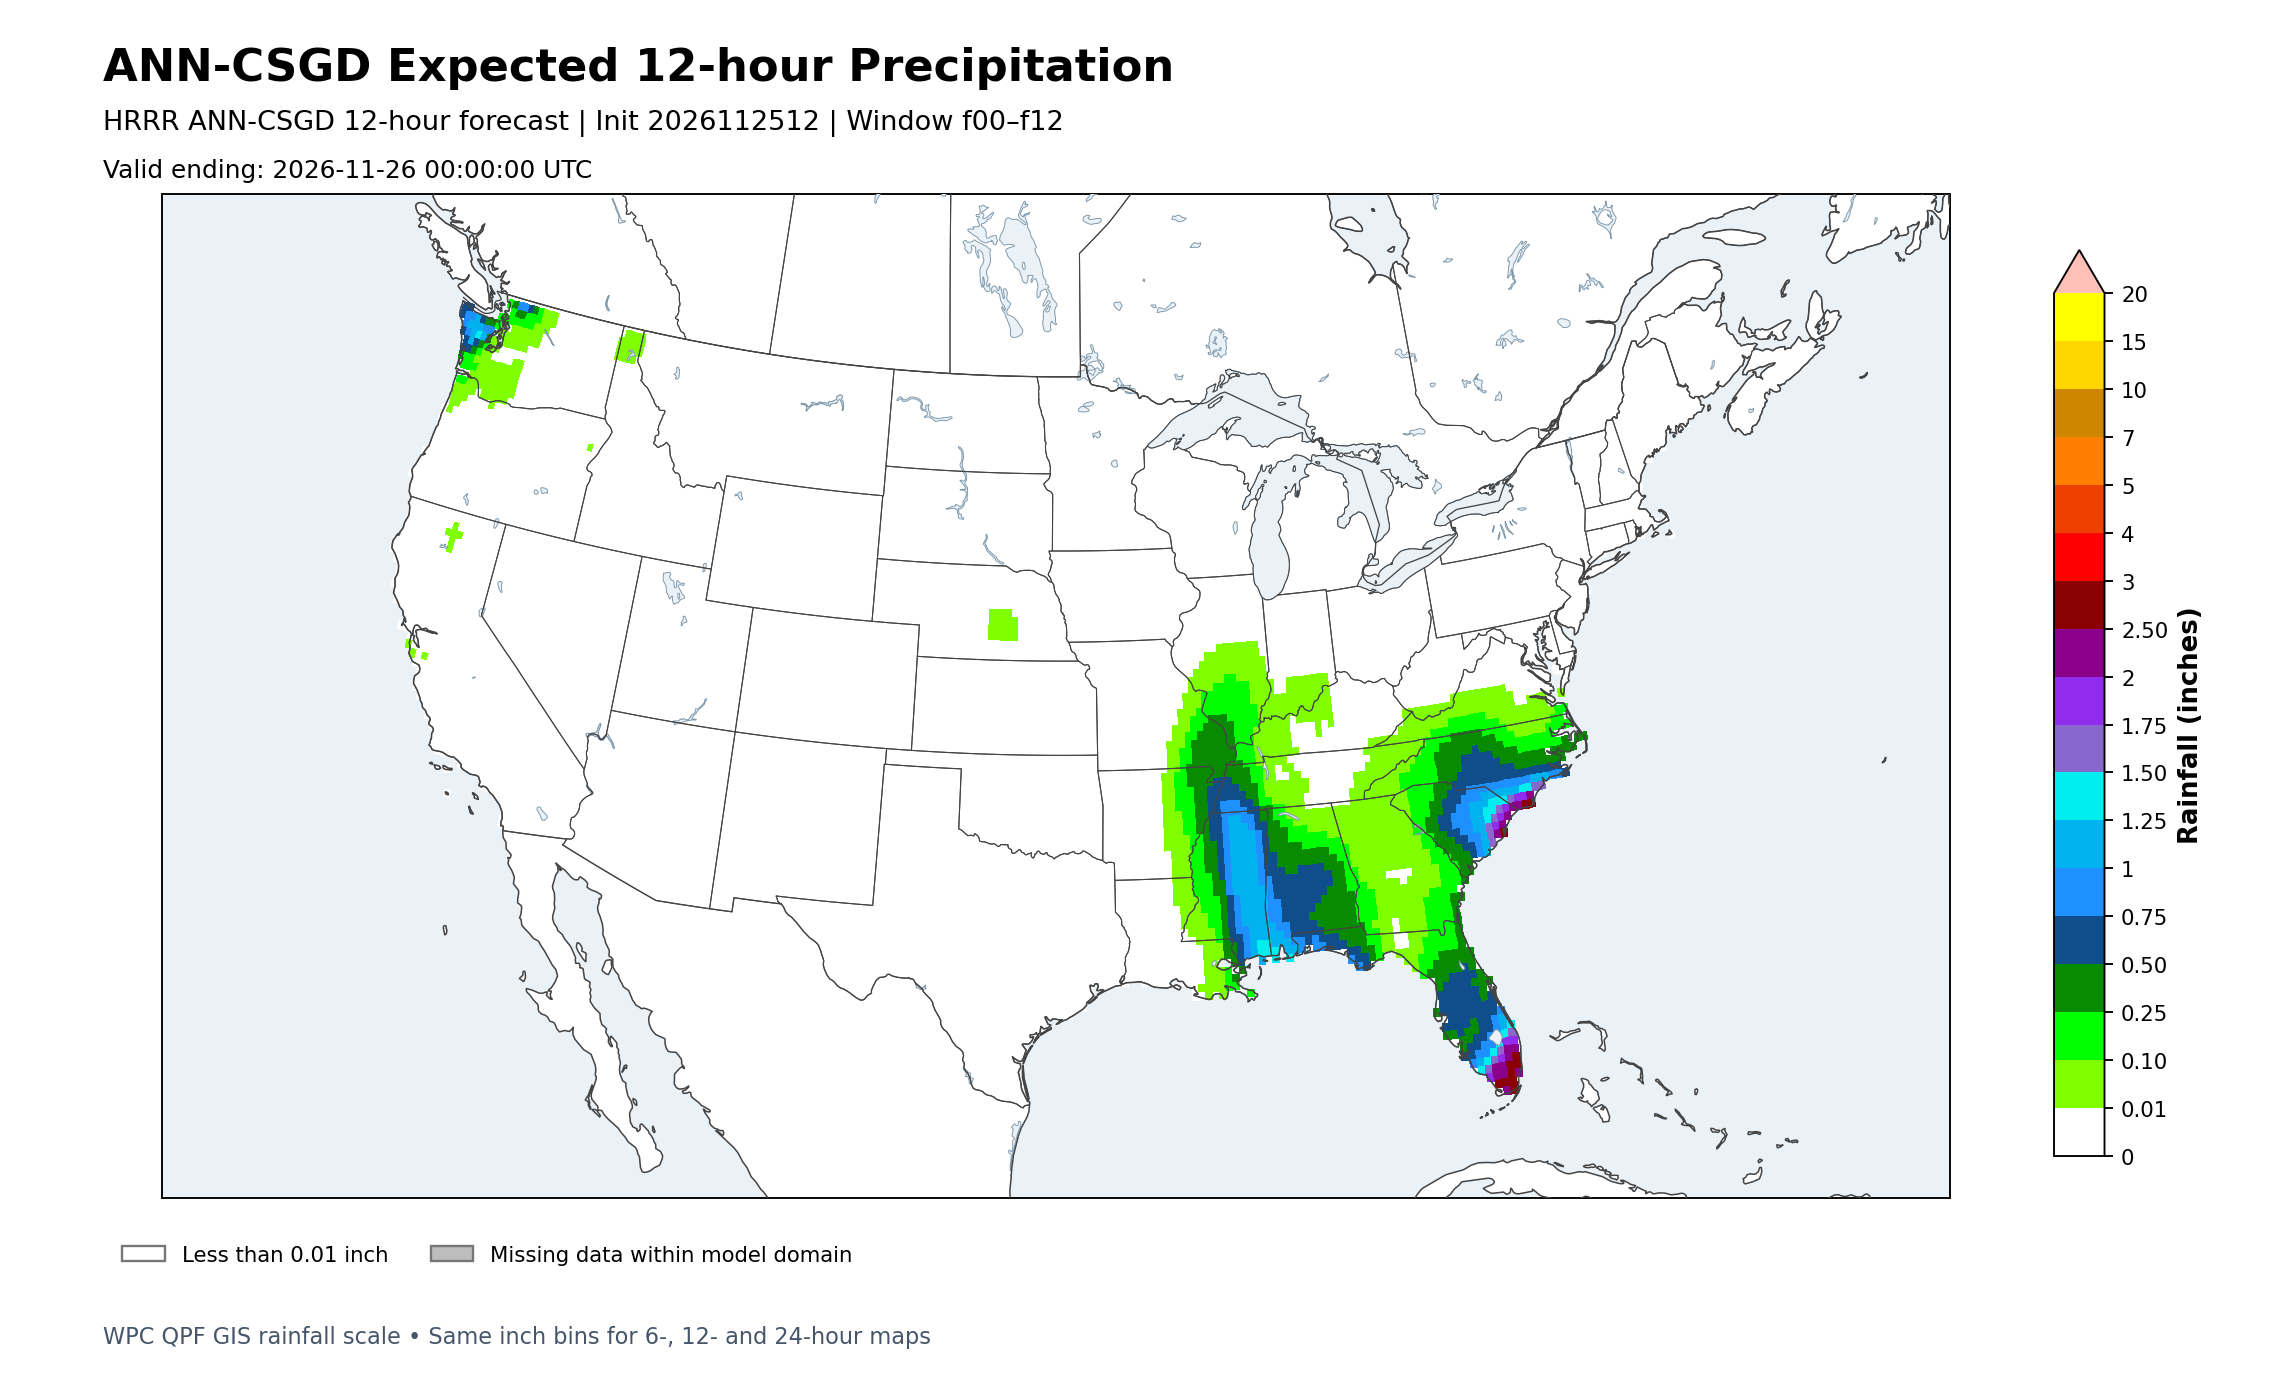 ANN-CSGD Expected 12-hour Precipitation
HRRR ANN-CSGD 12-hour forecast | Init 2026112512 | Window f00–f12
Valid ending: 2026-11-26 00:00:00 UTC
20
15
10
7
5
4
3
2.50
2
1.75
1.50
1.25
1
0.75
0.50
0.25
0.10
0.01
0
Rainfall (inches)
Less than 0.01 inch
Missing data within model domain
WPC QPF GIS rainfall scale • Same inch bins for 6-, 12- and 24-hour maps